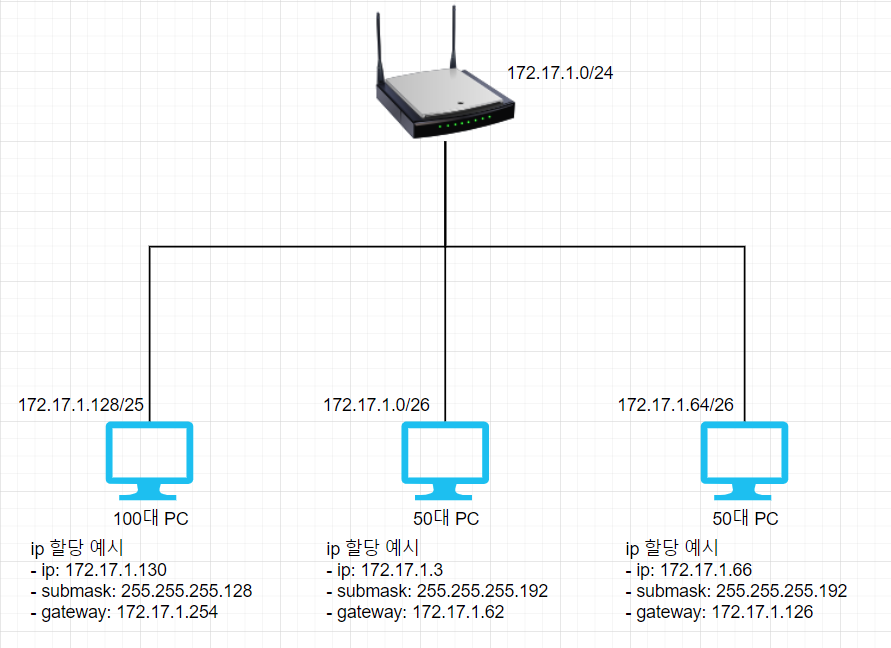 172.17.1.0/24
172.17.1.128/25
172.17.1.0/26
172.17.1.64/26
100대 PC
50대 PC
50대 PC
ip 할당 예시
- ip: 172.17.1.130
- submask: 255.255.255.128
- gateway: 172.17.1.254
ip 할당 예시
- ip: 172.17.1.3
- submask: 255.255.255.192
- gateway: 172.17.1.62
ip 할당 예시
- ip: 172.17.1.66
- submask: 255.255.255.192
- gateway: 172.17.1.126